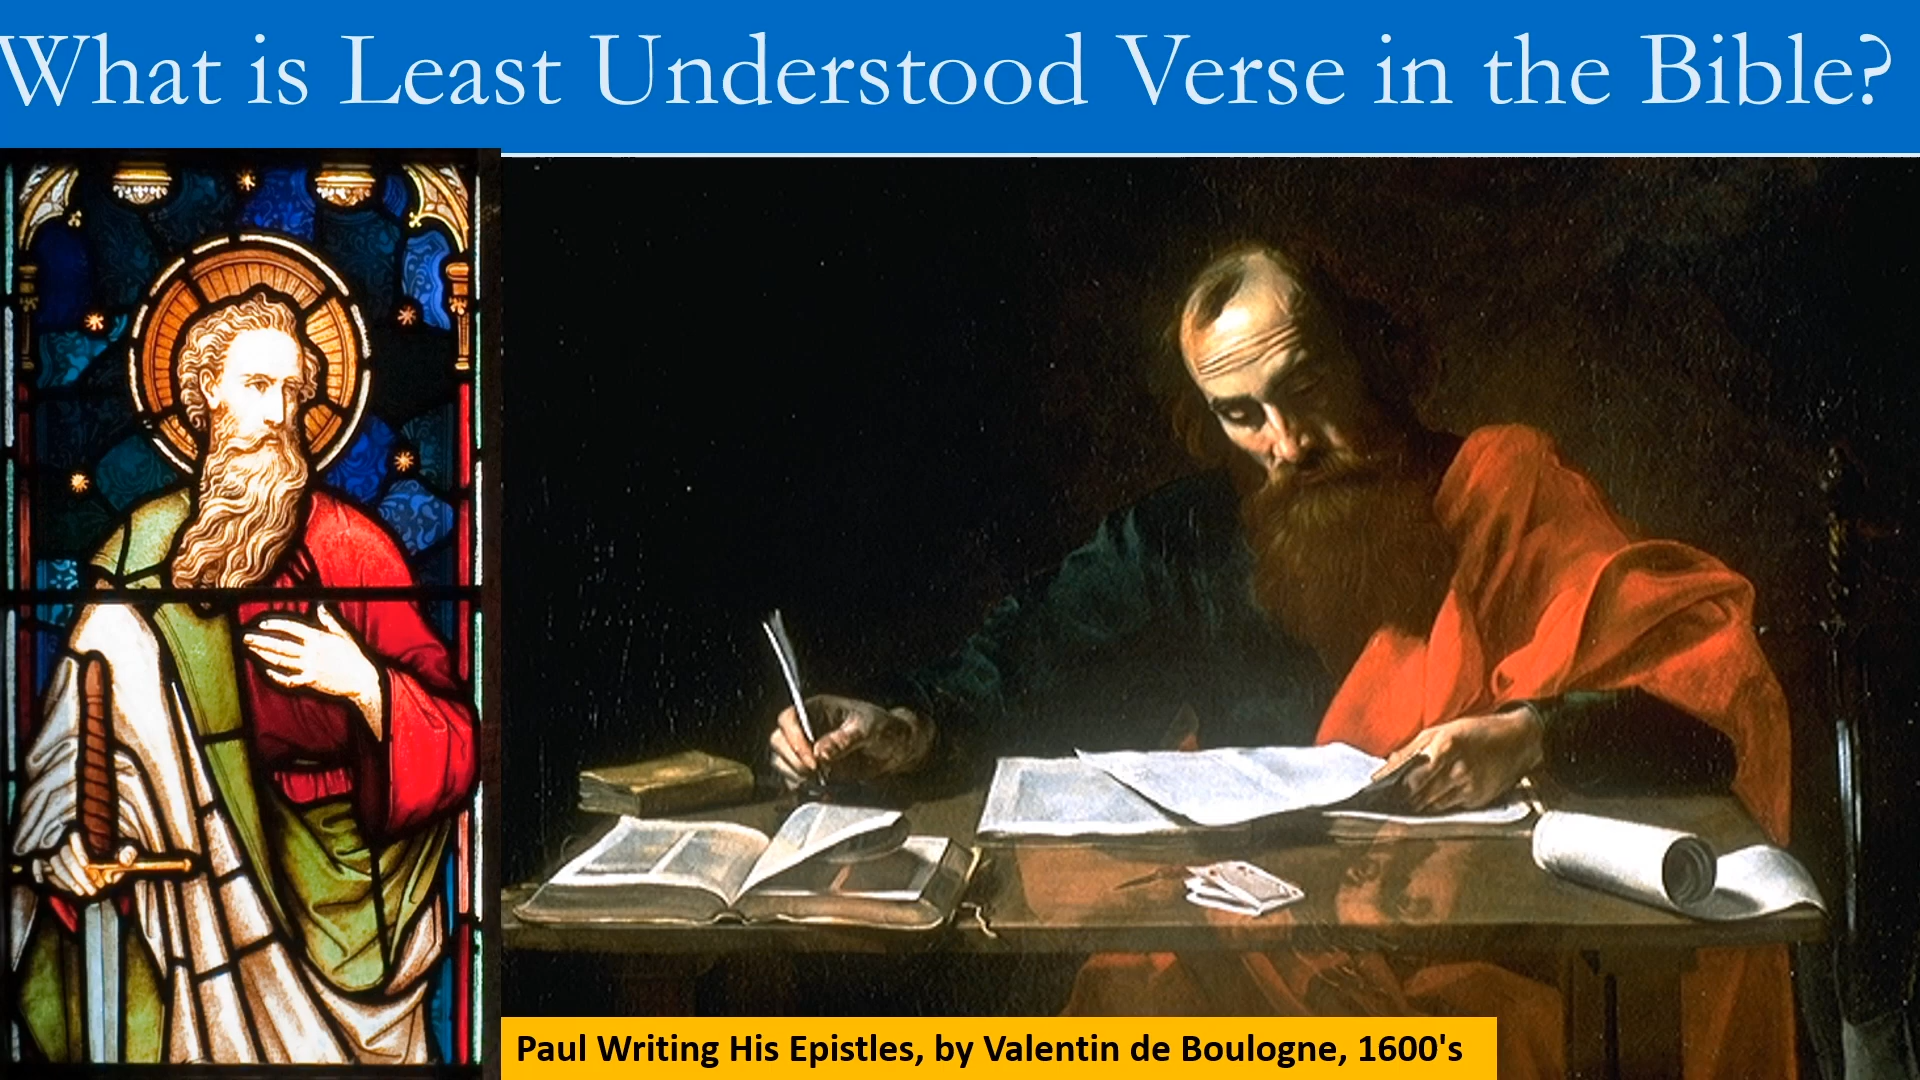 What is Least Understood Verse in the Bible?
Paul Writing His Epistles, by Valentin de Boulogne, 1600's